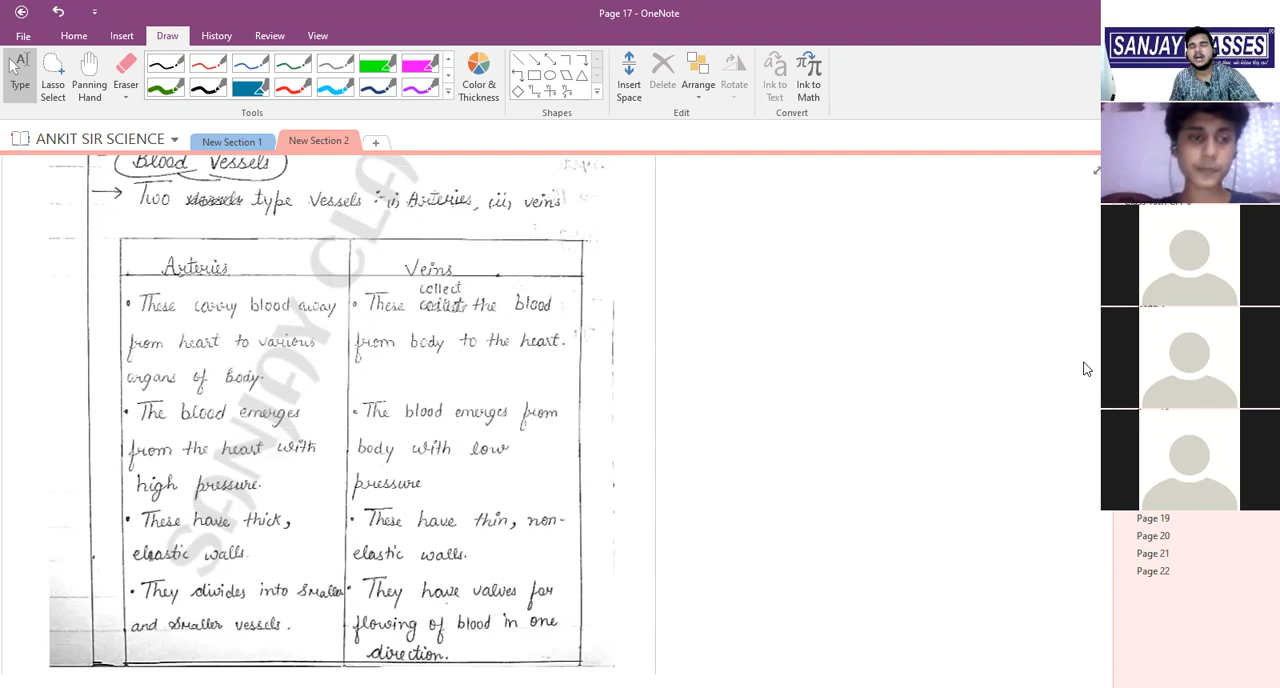 Page 17 - OneNote
File Home Insert Draw History Review View
Type
Lasso Select
Panning Hand
Eraser
Color & Thickness
Insert Space
Delete
Arrange
Rotate
Ink to Text
Ink to Math
Tools
Shapes
Edit
Convert
ANKIT SIR SCIENCE
New Section 1
New Section 2
SANJAY CLASSES
Blood Vessels
→ Two type vessels :- i) Arteries, ii) veins
Arteries
• These carry blood away
from heart to various
organs of body.
• The blood emerges
from the heart with
high pressure.
• These have thick,
elastic walls.
• They divides into smaller
and smaller vessels.
Veins
collect
• These the blood
from body to the heart.
• The blood emerges from
body with low
pressure
• These have thin, non-
elastic walls.
• They have valves for
flowing of blood in one
direction.
SANJAY CLA
Page 19
Page 20
Page 21
Page 22